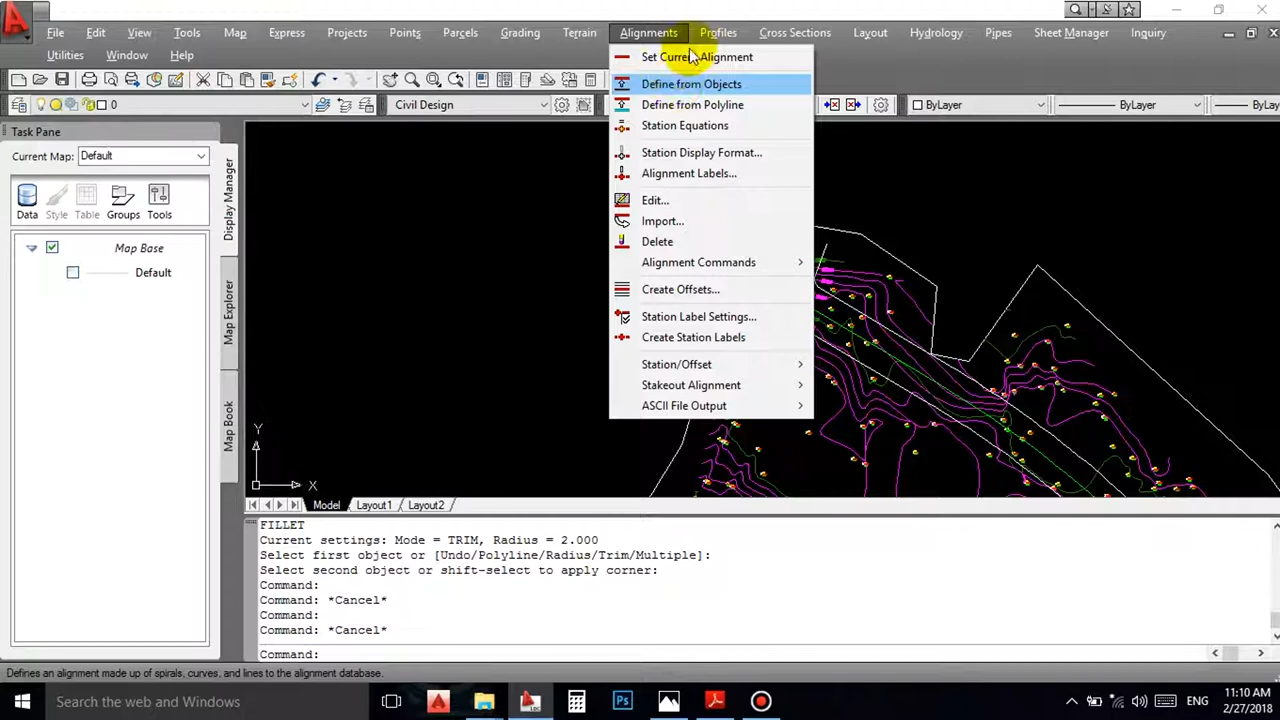 File Edit View Tools Map Express Projects Points Parcels Grading Terrain Alignments Profiles Cross Sections Layout Hydrology Pipes Sheet Manager Inquiry
Utilities Window Help
Set Current Alignment
Define from Objects
Define from Polyline
Station Equations
Station Display Format...
Alignment Labels...
Edit...
Import...
Delete
Alignment Commands
Create Offsets...
Station Label Settings...
Create Station Labels
Station/Offset
Stakeout Alignment
ASCII File Output
0
Civil Design
ByLayer
ByLayer
ByLay
Task Pane
Current Map: Default
Data Style Table Groups Tools
Map Base
Default
Display Manager
Map Explorer
Map Book
Y
X
Model Layout1 Layout2
FILLET
Current settings: Mode = TRIM, Radius = 2.000
Select first object or [Undo/Polyline/Radius/Trim/Multiple]:
Select second object or shift-select to apply corner:
Command:
Command: *Cancel*
Command:
Command: *Cancel*
Command:
Defines an alignment made up of spirals, curves, and lines to the alignment database.
Search the web and Windows
ENG
11:10 AM
2/27/2018